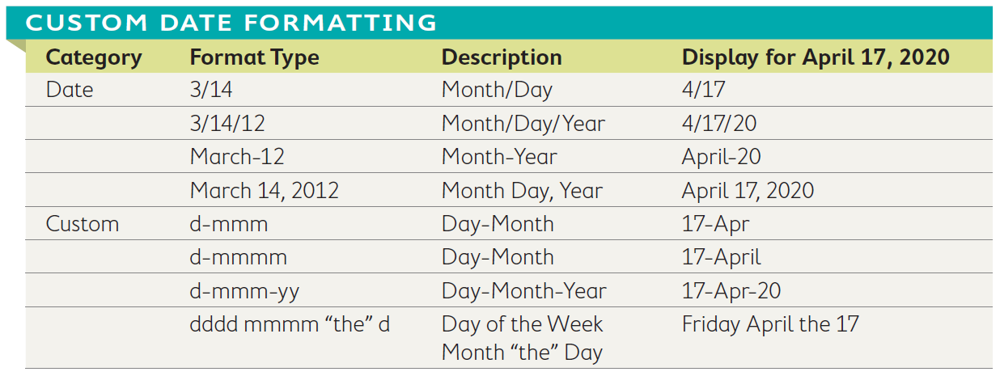 CUSTOM DATE FORMATTING
Category Format Type Description Display for April 17, 2020
Date 3/14 Month/Day 4/17
3/14/12 Month/Day/Year 4/17/20
March-12 Month-Year April-20
March 14, 2012 Month Day, Year April 17, 2020
Custom d-mmm Day-Month 17-Apr
d-mmmm Day-Month 17-April
d-mmm-yy Day-Month-Year 17-Apr-20
dddd mmmm “the” d Day of the Week Friday April the 17
Month “the” Day